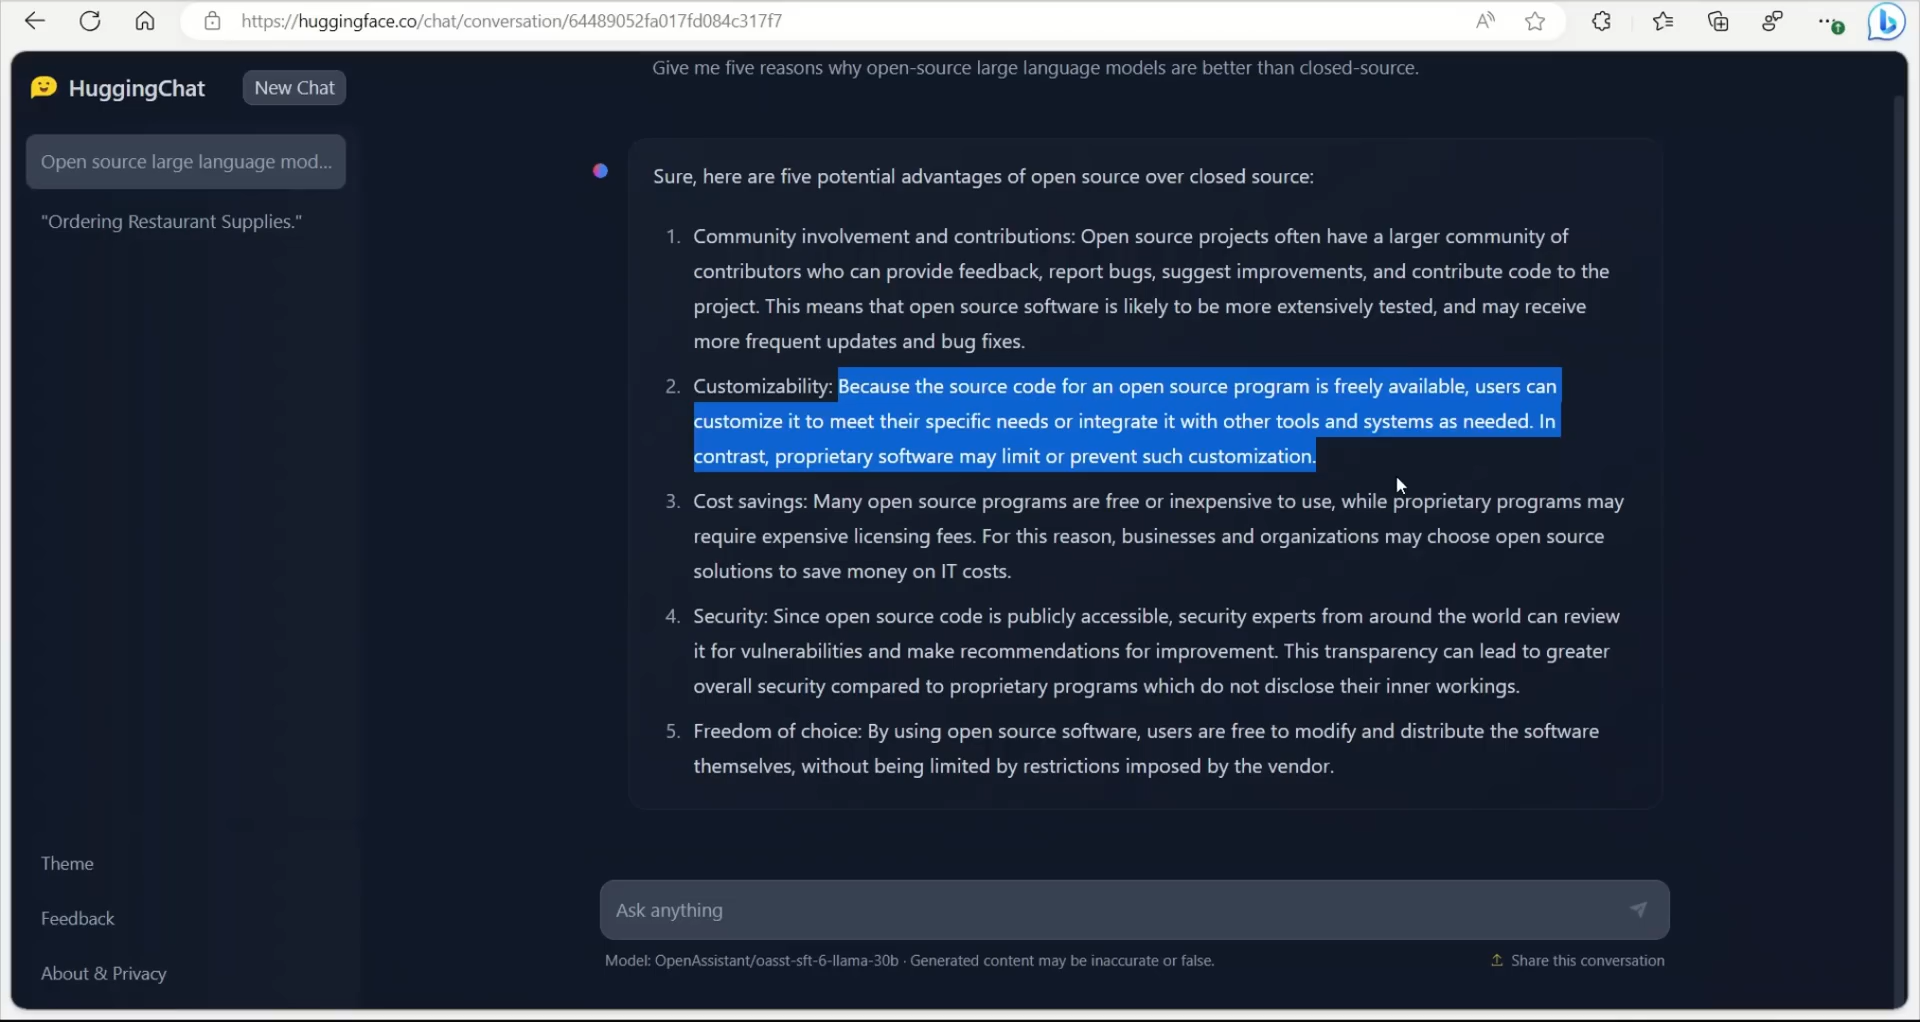 https://huggingface.co/chat/conversation/64489052fa017fd084c317f7
HuggingChat
New Chat
Open source large language mod...
"Ordering Restaurant Supplies."
Give me five reasons why open-source large language models are better than closed-source.
Sure, here are five potential advantages of open source over closed source:
1. Community involvement and contributions: Open source projects often have a larger community of
contributors who can provide feedback, report bugs, suggest improvements, and contribute code to the
project. This means that open source software is likely to be more extensively tested, and may receive
more frequent updates and bug fixes.
2. Customizability: Because the source code for an open source program is freely available, users can
customize it to meet their specific needs or integrate it with other tools and systems as needed. In
contrast, proprietary software may limit or prevent such customization.
3. Cost savings: Many open source programs are free or inexpensive to use, while proprietary programs may
require expensive licensing fees. For this reason, businesses and organizations may choose open source
solutions to save money on IT costs.
4. Security: Since open source code is publicly accessible, security experts from around the world can review
it for vulnerabilities and make recommendations for improvement. This transparency can lead to greater
overall security compared to proprietary programs which do not disclose their inner workings.
5. Freedom of choice: By using open source software, users are free to modify and distribute the software
themselves, without being limited by restrictions imposed by the vendor.
Theme
Feedback
About & Privacy
Ask anything
Model: OpenAssistant/oasst-sft-6-llama-30b · Generated content may be inaccurate or false.
Share this conversation